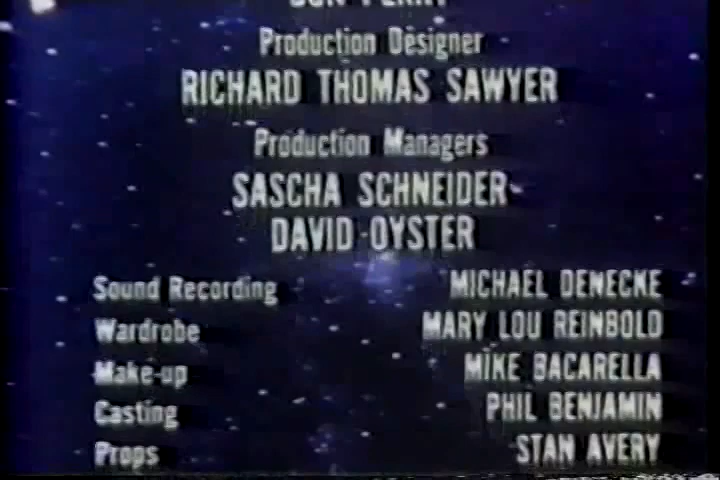 Production Designer
RICHARD THOMAS SAWYER
Production Managers
SASCHA SCHNEIDER
DAVID OYSTER
Sound Recording MICHAEL DENECKE
Wardrobe MARY LOU REINBOLD
Make-up MIKE BACARELLA
Casting PHIL BENJAMIN
Props STAN AVERY